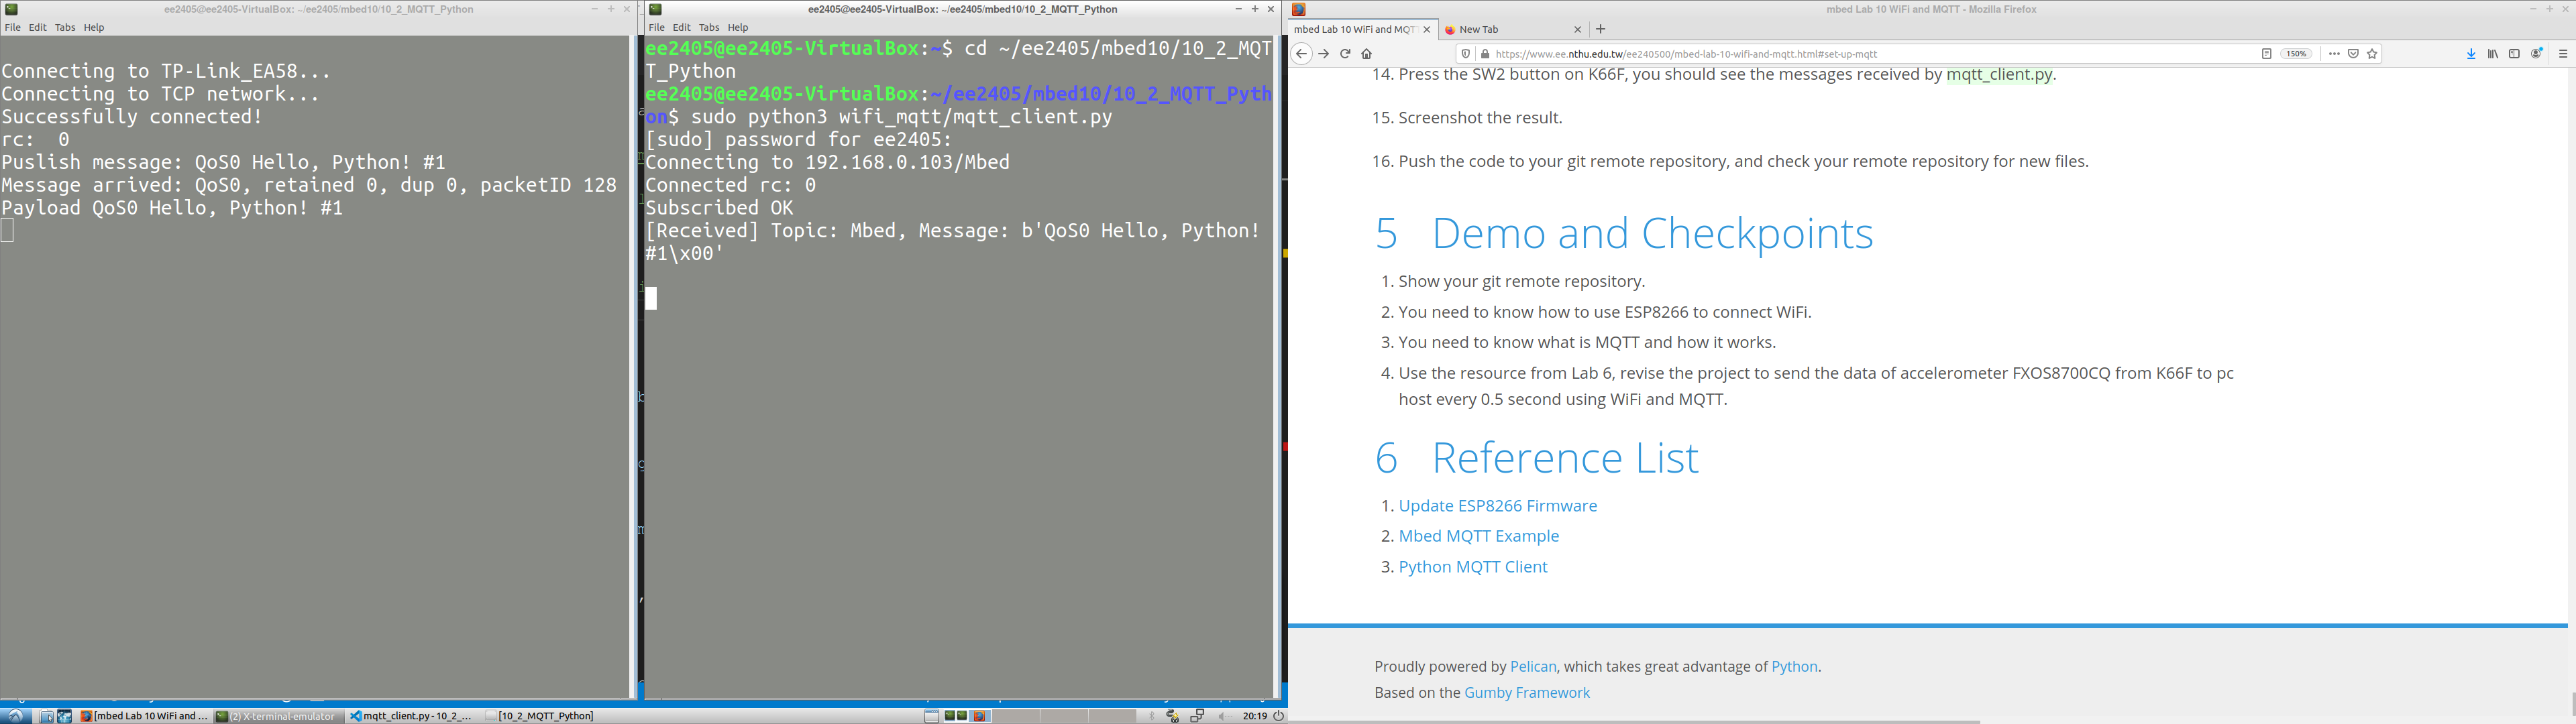 ee2405@ee2405-VirtualBox: ~/ee2405/mbed10/10_2_MQTT_Python
File Edit Tabs Help
Connecting to TP-Link_EA58...
Connecting to TCP network...
Successfully connected!
rc:  0
Puslish message: QoS0 Hello, Python! #1
Message arrived: QoS0, retained 0, dup 0, packetID 128
Payload QoS0 Hello, Python! #1
ee2405@ee2405-VirtualBox: ~/ee2405/mbed10/10_2_MQTT_Python
File Edit Tabs Help
ee2405@ee2405-VirtualBox:~$ cd ~/ee2405/mbed10/10_2_MQT
T_Python
ee2405@ee2405-VirtualBox:~/ee2405/mbed10/10_2_MQTT_Pyth
on$ sudo python3 wifi_mqtt/mqtt_client.py
[sudo] password for ee2405:
Connecting to 192.168.0.103/Mbed
Connected rc: 0
Subscribed OK
[Received] Topic: Mbed, Message: b'QoS0 Hello, Python!
#1\x00'
mbed Lab 10 WiFi and MQTT - Mozilla Firefox
mbed Lab 10 WiFi and MQT
New Tab
https://www.ee.nthu.edu.tw/ee240500/mbed-lab-10-wifi-and-mqtt.html#set-up-mqtt
150%
14. Press the SW2 button on K66F, you should see the messages received by mqtt_client.py.
15. Screenshot the result.
16. Push the code to your git remote repository, and check your remote repository for new files.
5 Demo and Checkpoints
1. Show your git remote repository.
2. You need to know how to use ESP8266 to connect WiFi.
3. You need to know what is MQTT and how it works.
4. Use the resource from Lab 6, revise the project to send the data of accelerometer FXOS8700CQ from K66F to pc
host every 0.5 second using WiFi and MQTT.
6 Reference List
1. Update ESP8266 Firmware
2. Mbed MQTT Example
3. Python MQTT Client
Proudly powered by Pelican, which takes great advantage of Python.
Based on the Gumby Framework
[mbed Lab 10 WiFi and ...
(2) X-terminal-emulator
mqtt_client.py - 10_2_...
[10_2_MQTT_Python]
20:19